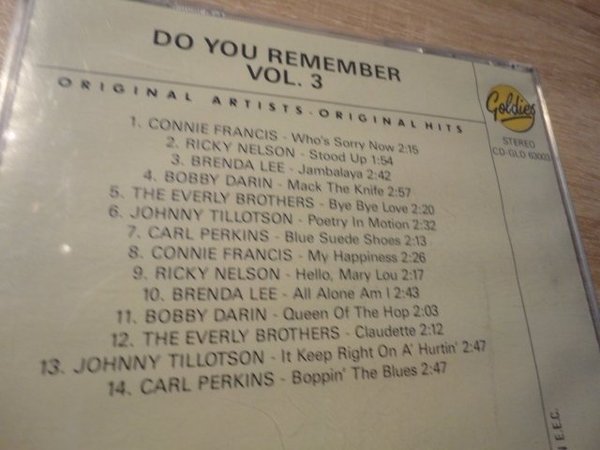 DO YOU REMEMBER
VOL. 3
ORIGINAL ARTISTS - ORIGINAL HITS
Goldies
STEREO
CD-GLD 63003
1. CONNIE FRANCIS - Who's Sorry Now 2:15
2. RICKY NELSON - Stood Up 1:54
3. BRENDA LEE - Jambalaya 2:42
4. BOBBY DARIN - Mack The Knife 2:57
5. THE EVERLY BROTHERS - Bye Bye Love 2:20
6. JOHNNY TILLOTSON - Poetry In Motion 2:32
7. CARL PERKINS - Blue Suede Shoes 2:13
8. CONNIE FRANCIS - My Happiness 2:26
9. RICKY NELSON - Hello, Mary Lou 2:17
10. BRENDA LEE - All Alone Am I 2:43
11. BOBBY DARIN - Queen Of The Hop 2:03
12. THE EVERLY BROTHERS - Claudette 2:12
13. JOHNNY TILLOTSON - It Keep Right On A' Hurtin' 2:47
14. CARL PERKINS - Boppin' The Blues 2:47
E.E.C.